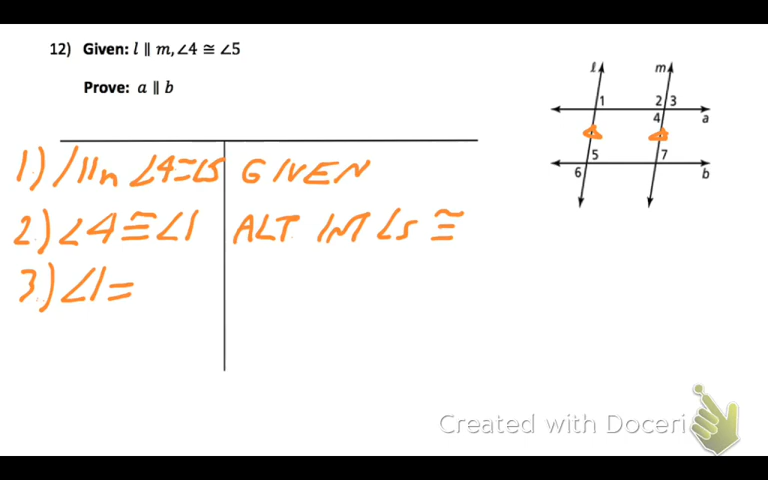 12) Given: l ∥ m, ∠4 ≅ ∠5
Prove: a ∥ b
1) l ∥ m ∠4≅∠5 GIVEN
2) ∠4 ≅ ∠1 ALT INT ∠S ≅
3) ∠1 =
l
m
1
2
3
4
a
5
7
6
b
Created with Doceri